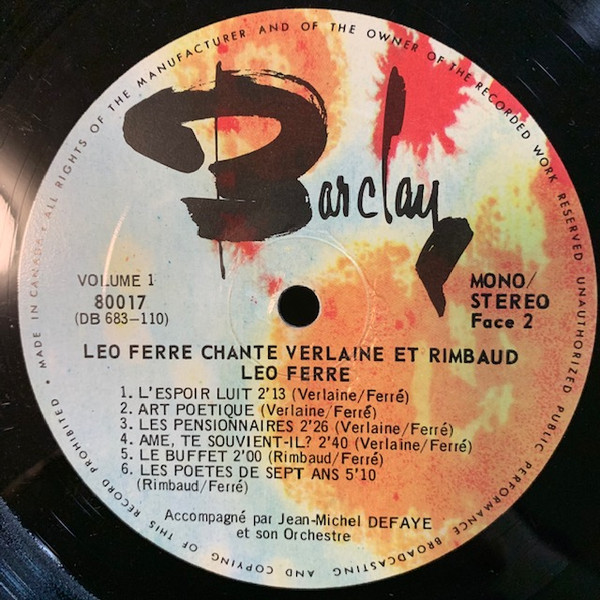 • MADE IN CANADA • ALL RIGHTS OF THE MANUFACTURER AND OF THE OWNER OF THE RECORDED WORK RESERVED UNAUTHORIZED PUBLIC PERFORMANCE BROADCASTING AND COPYING OF THIS RECORD PROHIBITED
Barclay
VOLUME 1
80017
(DB 683-110)
MONO/
STEREO
Face 2
LEO FERRE CHANTE VERLAINE ET RIMBAUD
LEO FERRE
1. L'ESPOIR LUIT 2'13 (Verlaine/Ferré)
2. ART POETIQUE (Verlaine/Ferré)
3. LES PENSIONNAIRES 2'26 (Verlaine/Ferré)
4. AME, TE SOUVIENT-IL? 2'40 (Verlaine/Ferré)
5. LE BUFFET 2'00 (Rimbaud/Ferré)
6. LES POETES DE SEPT ANS 5'10
(Rimbaud/Ferré)
Accompagné par Jean-Michel DEFAYE
et son Orchestre